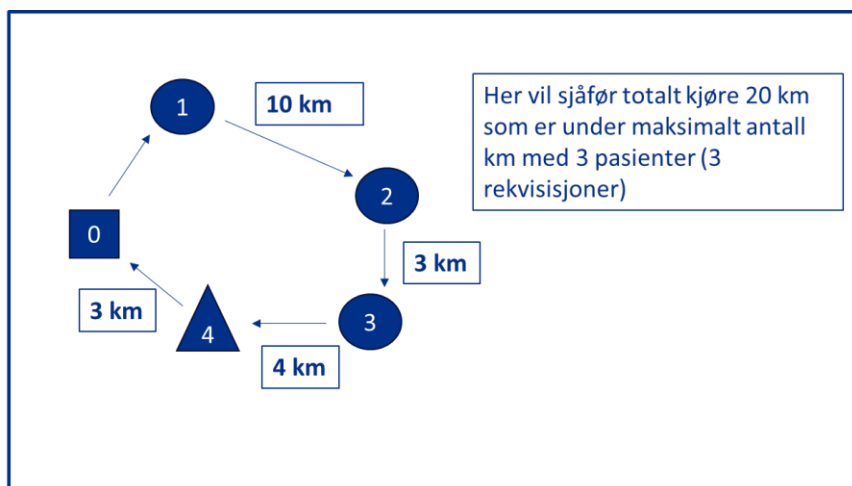 1
10 km
Her vil sjåfør totalt kjøre 20 km
som er under maksimalt antall
km med 3 pasienter (3
rekvisisjoner)
2
0
3 km
3 km
4
3
4 km